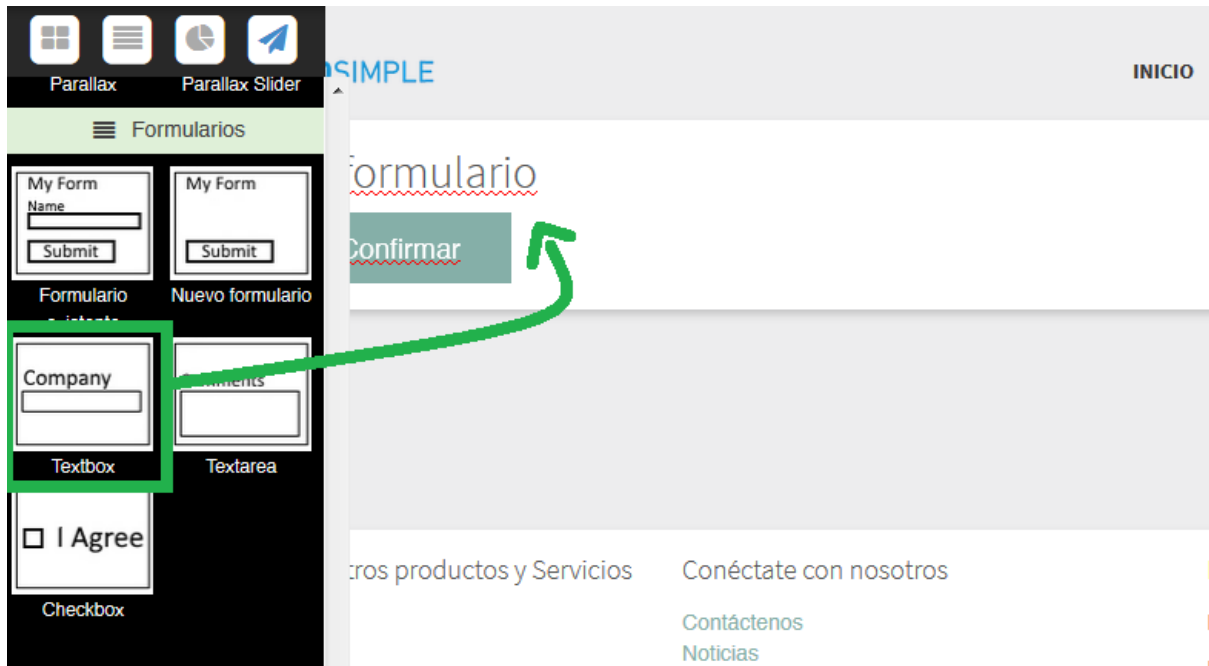 Parallax
Parallax Slider
SIMPLE
INICIO
Formularios
My Form
Name
Submit
My Form
Submit
Formulario
Nuevo formulario
formulario
Confirmar
Company
Textbox
Textarea
I Agree
Checkbox
tros productos y Servicios
Conéctate con nosotros
Contáctenos
Noticias